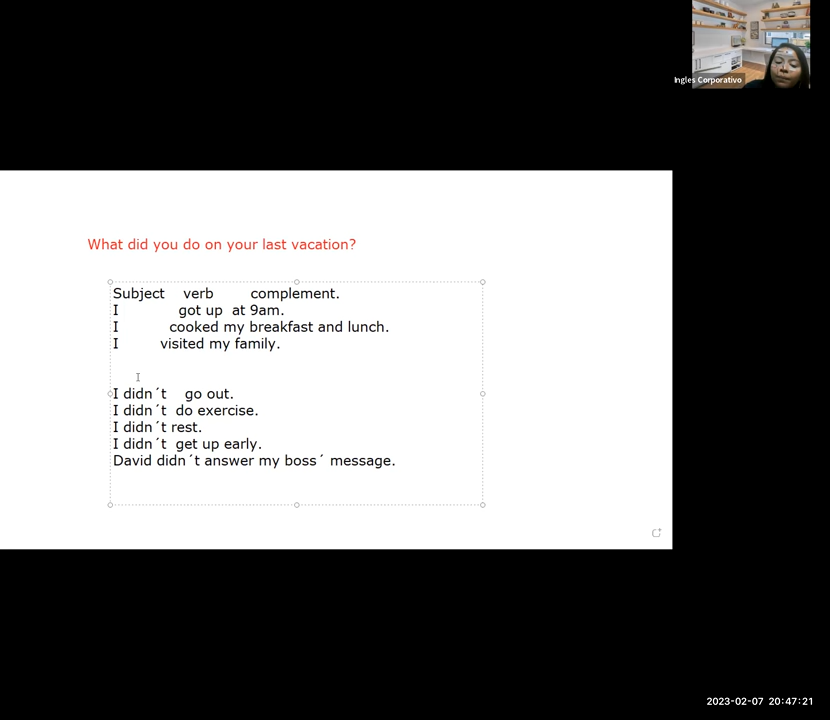 Ingles Corporativo
What did you do on your last vacation?
Subject verb complement.
I got up at 9am.
I cooked my breakfast and lunch.
I visited my family.
I didn´t go out.
I didn´t do exercise.
I didn´t rest.
I didn´t get up early.
David didn´t answer my boss´ message.
2023-02-07 20:47:21